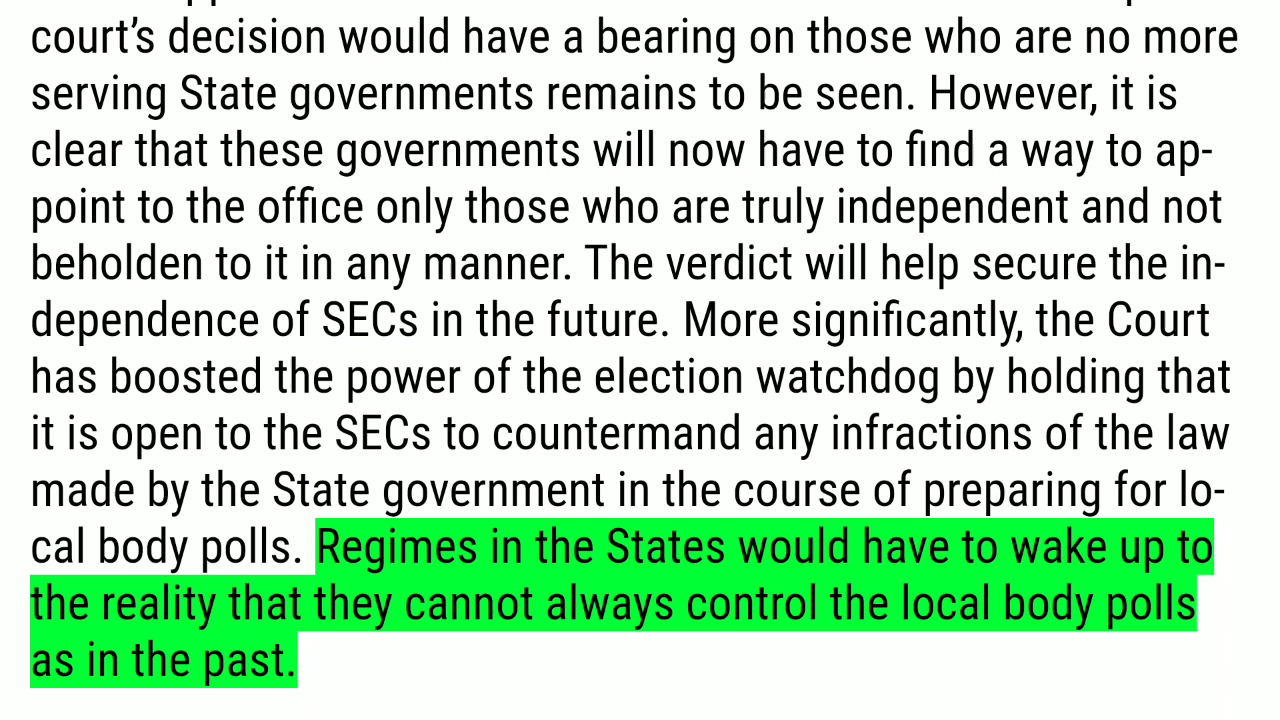 court’s decision would have a bearing on those who are no more
serving State governments remains to be seen. However, it is
clear that these governments will now have to find a way to ap-
point to the office only those who are truly independent and not
beholden to it in any manner. The verdict will help secure the in-
dependence of SECs in the future. More significantly, the Court
has boosted the power of the election watchdog by holding that
it is open to the SECs to countermand any infractions of the law
made by the State government in the course of preparing for lo-
cal body polls. Regimes in the States would have to wake up to
the reality that they cannot always control the local body polls
as in the past.